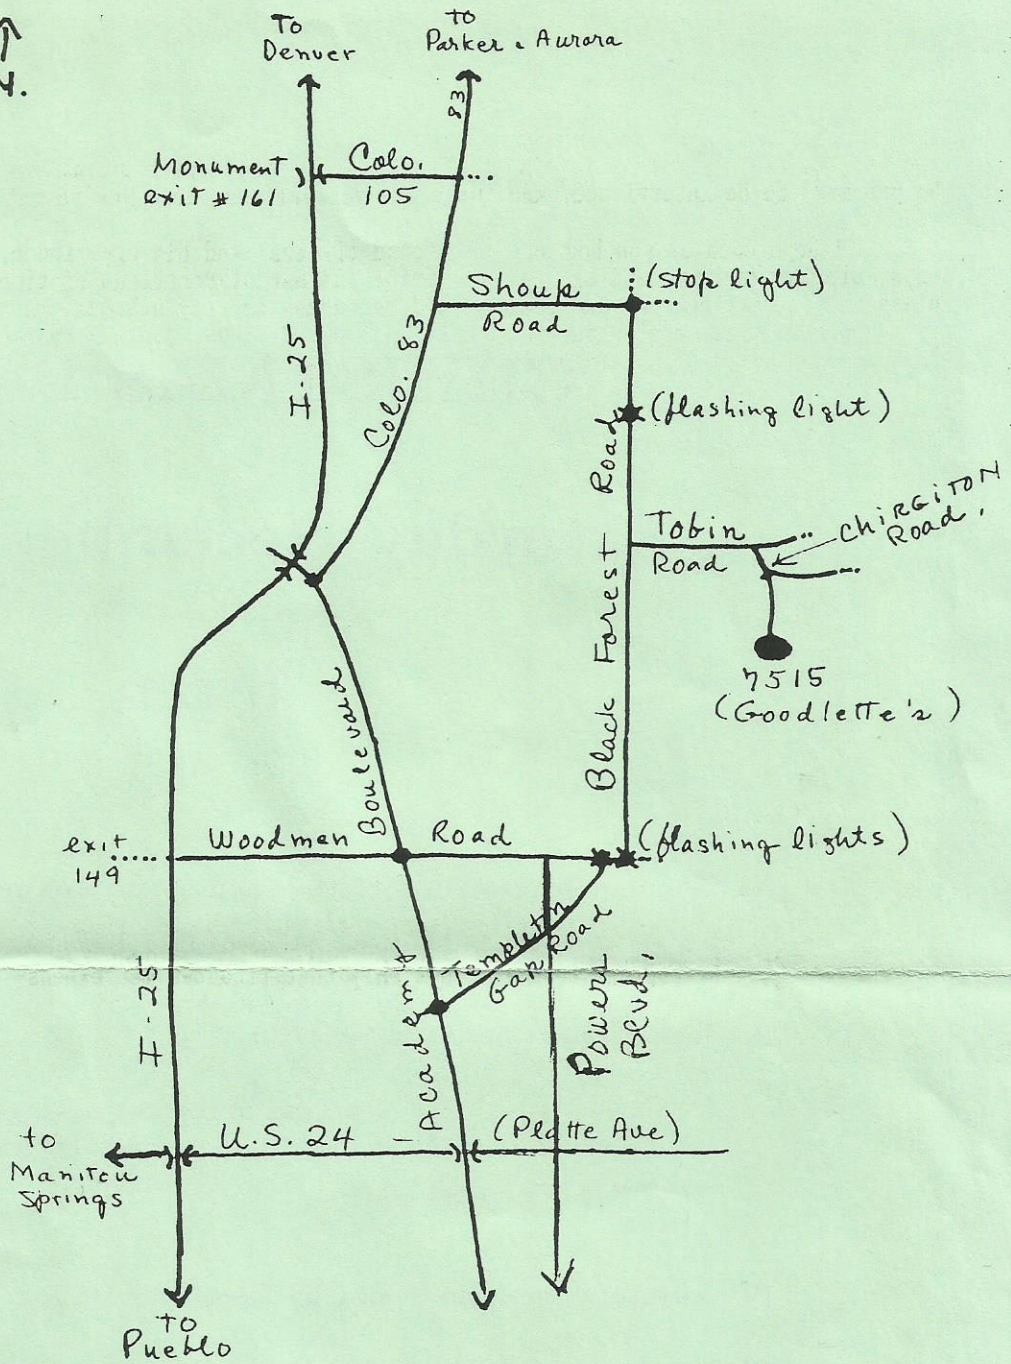 To
Denver
to
Parker & Aurora
83
Monument
exit # 161
Colo.
105
Shoup
Road
(stop light)
I-25
Colo. 83
(flashing light)
Black Forest Road
Tobin
Road
CHIRGITON
ROAD.
7515
(Goodlette's)
exit
149
Woodmen Road
Academy Boulevard
(flashing lights)
Templeton
Gap Road
Powers
Blvd.
I-25
to
Manitou
Springs
U.S. 24 - (Platte Ave)
to
Pueblo